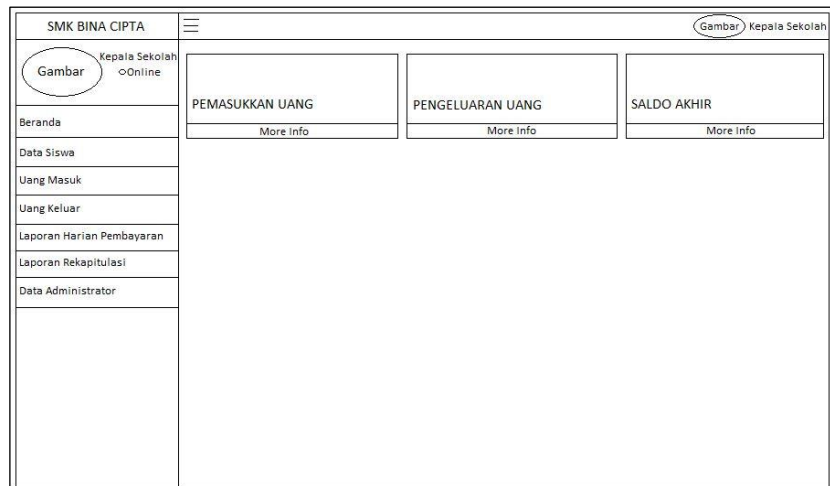 SMK BINA CIPTA
Gambar Kepala Sekolah
Gambar
Kepala Sekolah
Online
Beranda
Data Siswa
Uang Masuk
Uang Keluar
Laporan Harian Pembayaran
Laporan Rekapitulasi
Data Administrator
PEMASUKKAN UANG
More Info
PENGELUARAN UANG
More Info
SALDO AKHIR
More Info